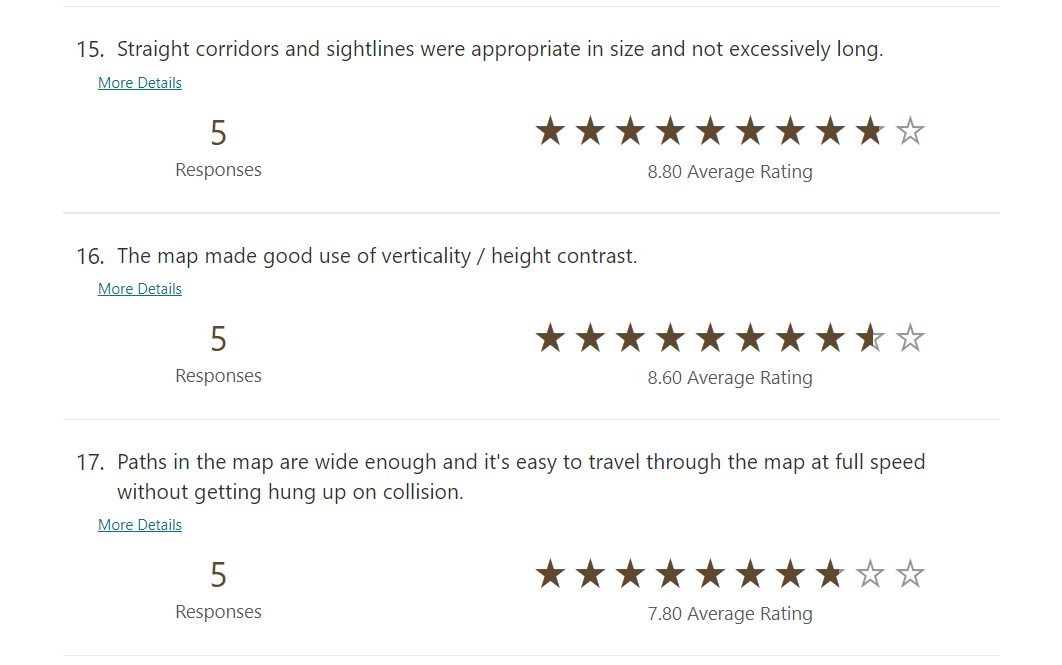 15. Straight corridors and sightlines were appropriate in size and not excessively long.
More Details
5
Responses
8.80 Average Rating
16. The map made good use of verticality / height contrast.
More Details
5
Responses
8.60 Average Rating
17. Paths in the map are wide enough and it's easy to travel through the map at full speed
without getting hung up on collision.
More Details
5
Responses
7.80 Average Rating